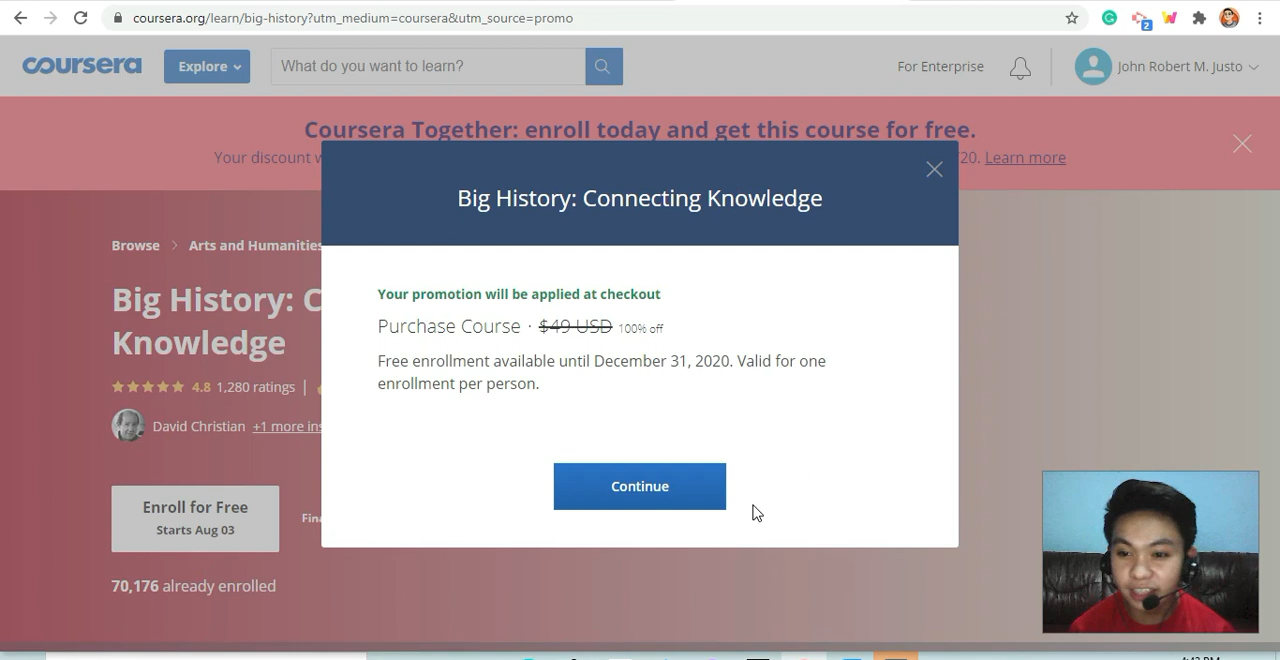 coursera.org/learn/big-history?utm_medium=coursera&utm_source=promo
2
coursera
Explore
What do you want to learn?
For Enterprise
John Robert M. Justo
Coursera Together: enroll today and get this course for free.
Your discount
20. Learn more
Big History: Connecting Knowledge
Browse > Arts and Humanities
Your promotion will be applied at checkout
Big History: C
Purchase Course · $49 USD 100% off
Knowledge
Free enrollment available until December 31, 2020. Valid for one
enrollment per person.
4.8 1,280 ratings |
David Christian +1 more ins
Continue
Enroll for Free
Starts Aug 03
Fin
70,176 already enrolled